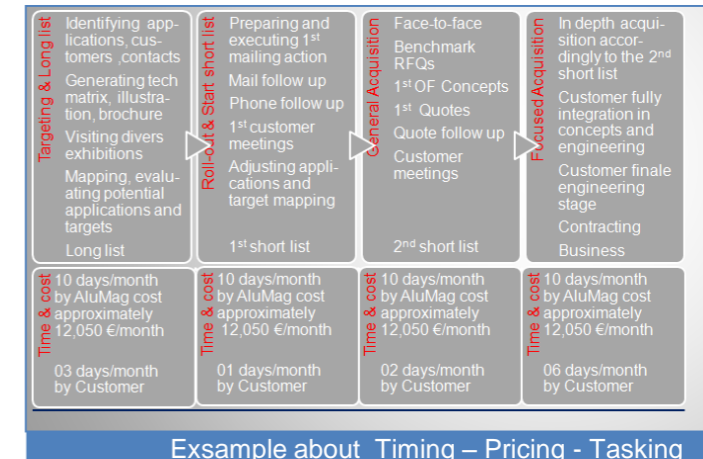 Targeting & Long list
Identifying app-
lications, cus-
tomers ,contacts
Generating tech
matrix, illustra-
tion, brochure
Visiting divers
exhibitions
Mapping, evalu-
ating potential
applications and
targets
Long list
Roll-out & Start short list
Preparing and
executing 1st
mailing action
Mail follow up
Phone follow up
1st customer
meetings
Adjusting appli-
cations and
target mapping
1st short list
General Acquisition
Face-to-face
Benchmark
RFQs
1st OF Concepts
1st Quotes
Quote follow up
Customer
meetings
2nd short list
Focused Acquisition
In depth acqui-
sition accor-
dingly to the 2nd
short list
Customer fully
integration in
concepts and
engineering
Customer finale
engineering
stage
Contracting
Business
Time & cost
10 days/month
by AluMag cost
approximately
12,050 €/month
03 days/month
by Customer
Time & cost
10 days/month
by AluMag cost
approximately
12,050 €/month
01 days/month
by Customer
Time & cost
10 days/month
by AluMag cost
approximately
12,050 €/month
02 days/month
by Customer
Time & cost
10 days/month
by AluMag cost
approximately
12,050 €/month
06 days/month
by Customer
Exsample about Timing – Pricing - Tasking